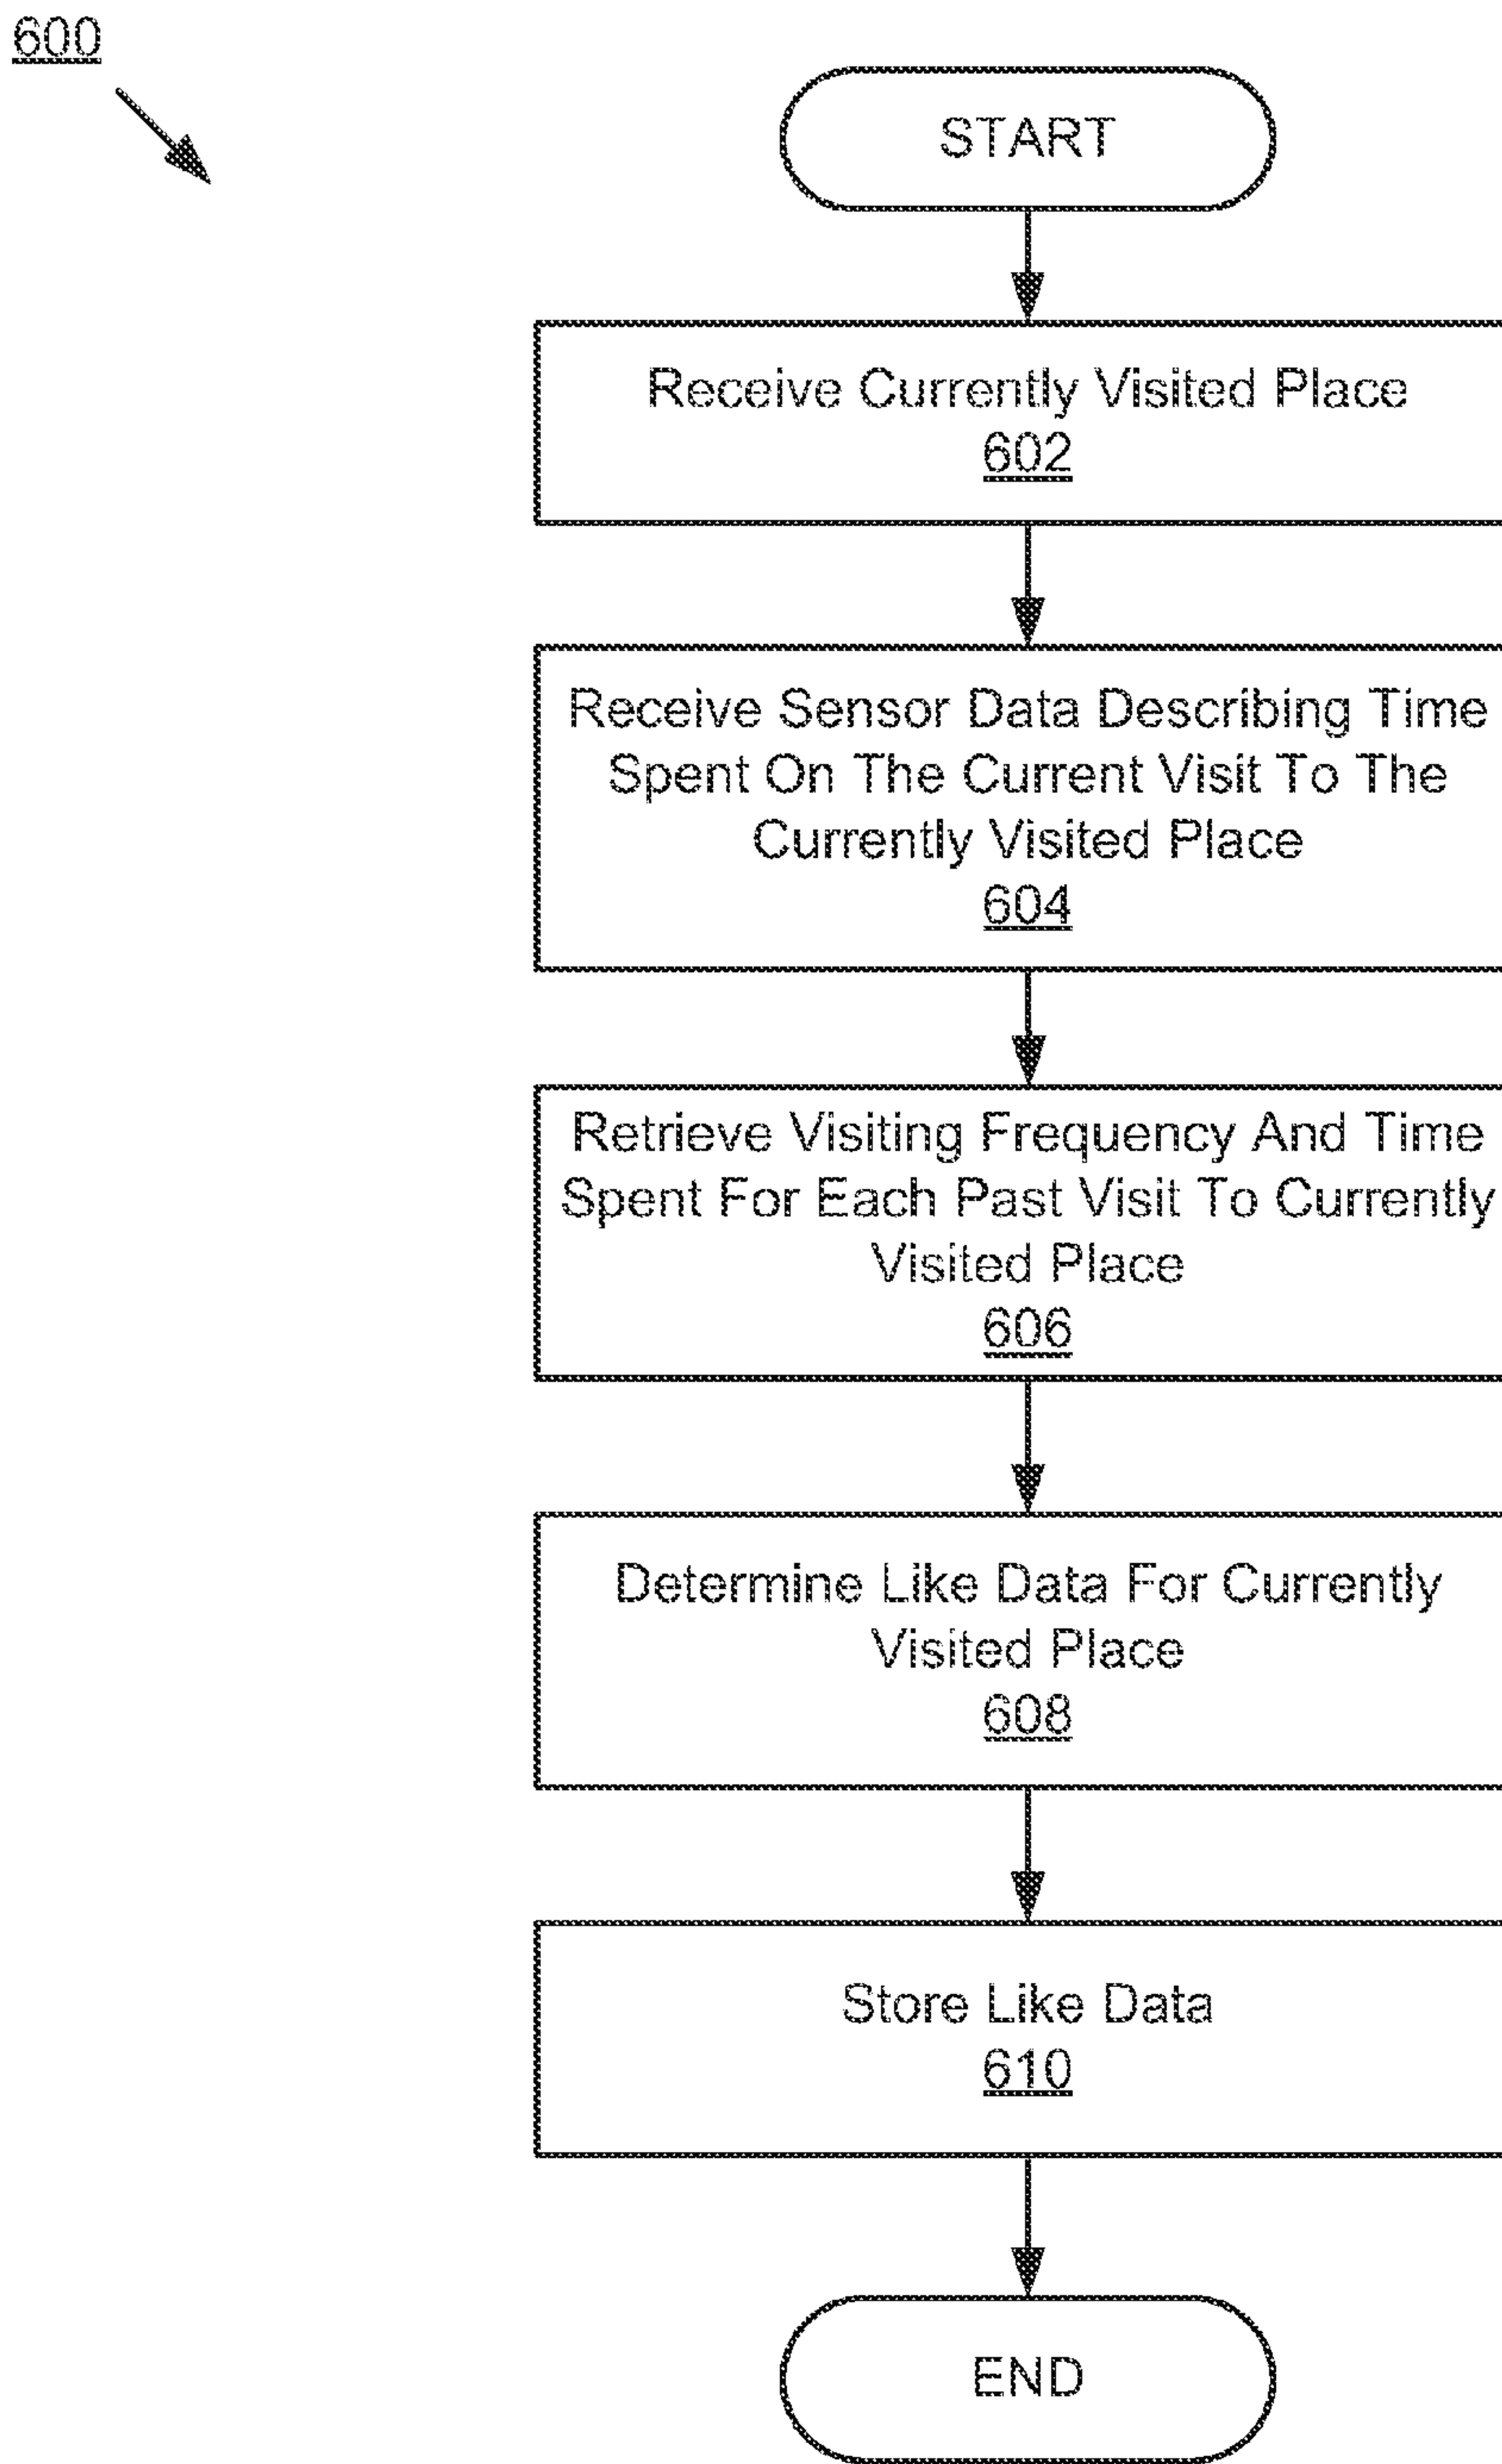 600
START
Receive Currently Visited Place
602
Receive Sensor Data Describing Time
Spent On The Current Visit To The
Currently Visited Place
604
Retrieve Visiting Frequency And Time
Spent For Each Past Visit To Currently
Visited Place
606
Determine Like Data For Currently
Visited Place
608
Store Like Data
610
END